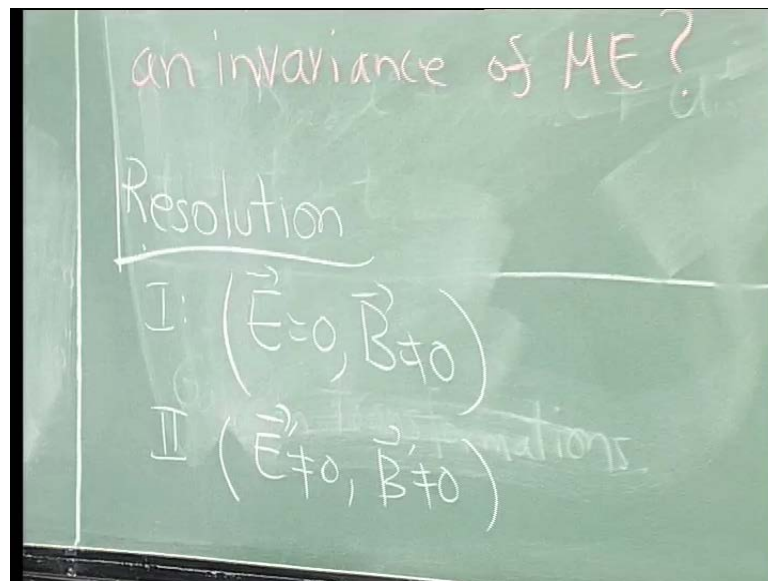 an invariance of ME?
Resolution
I: (E⃗=0, B⃗≠0)
II (E⃗'≠0, B⃗'≠0)